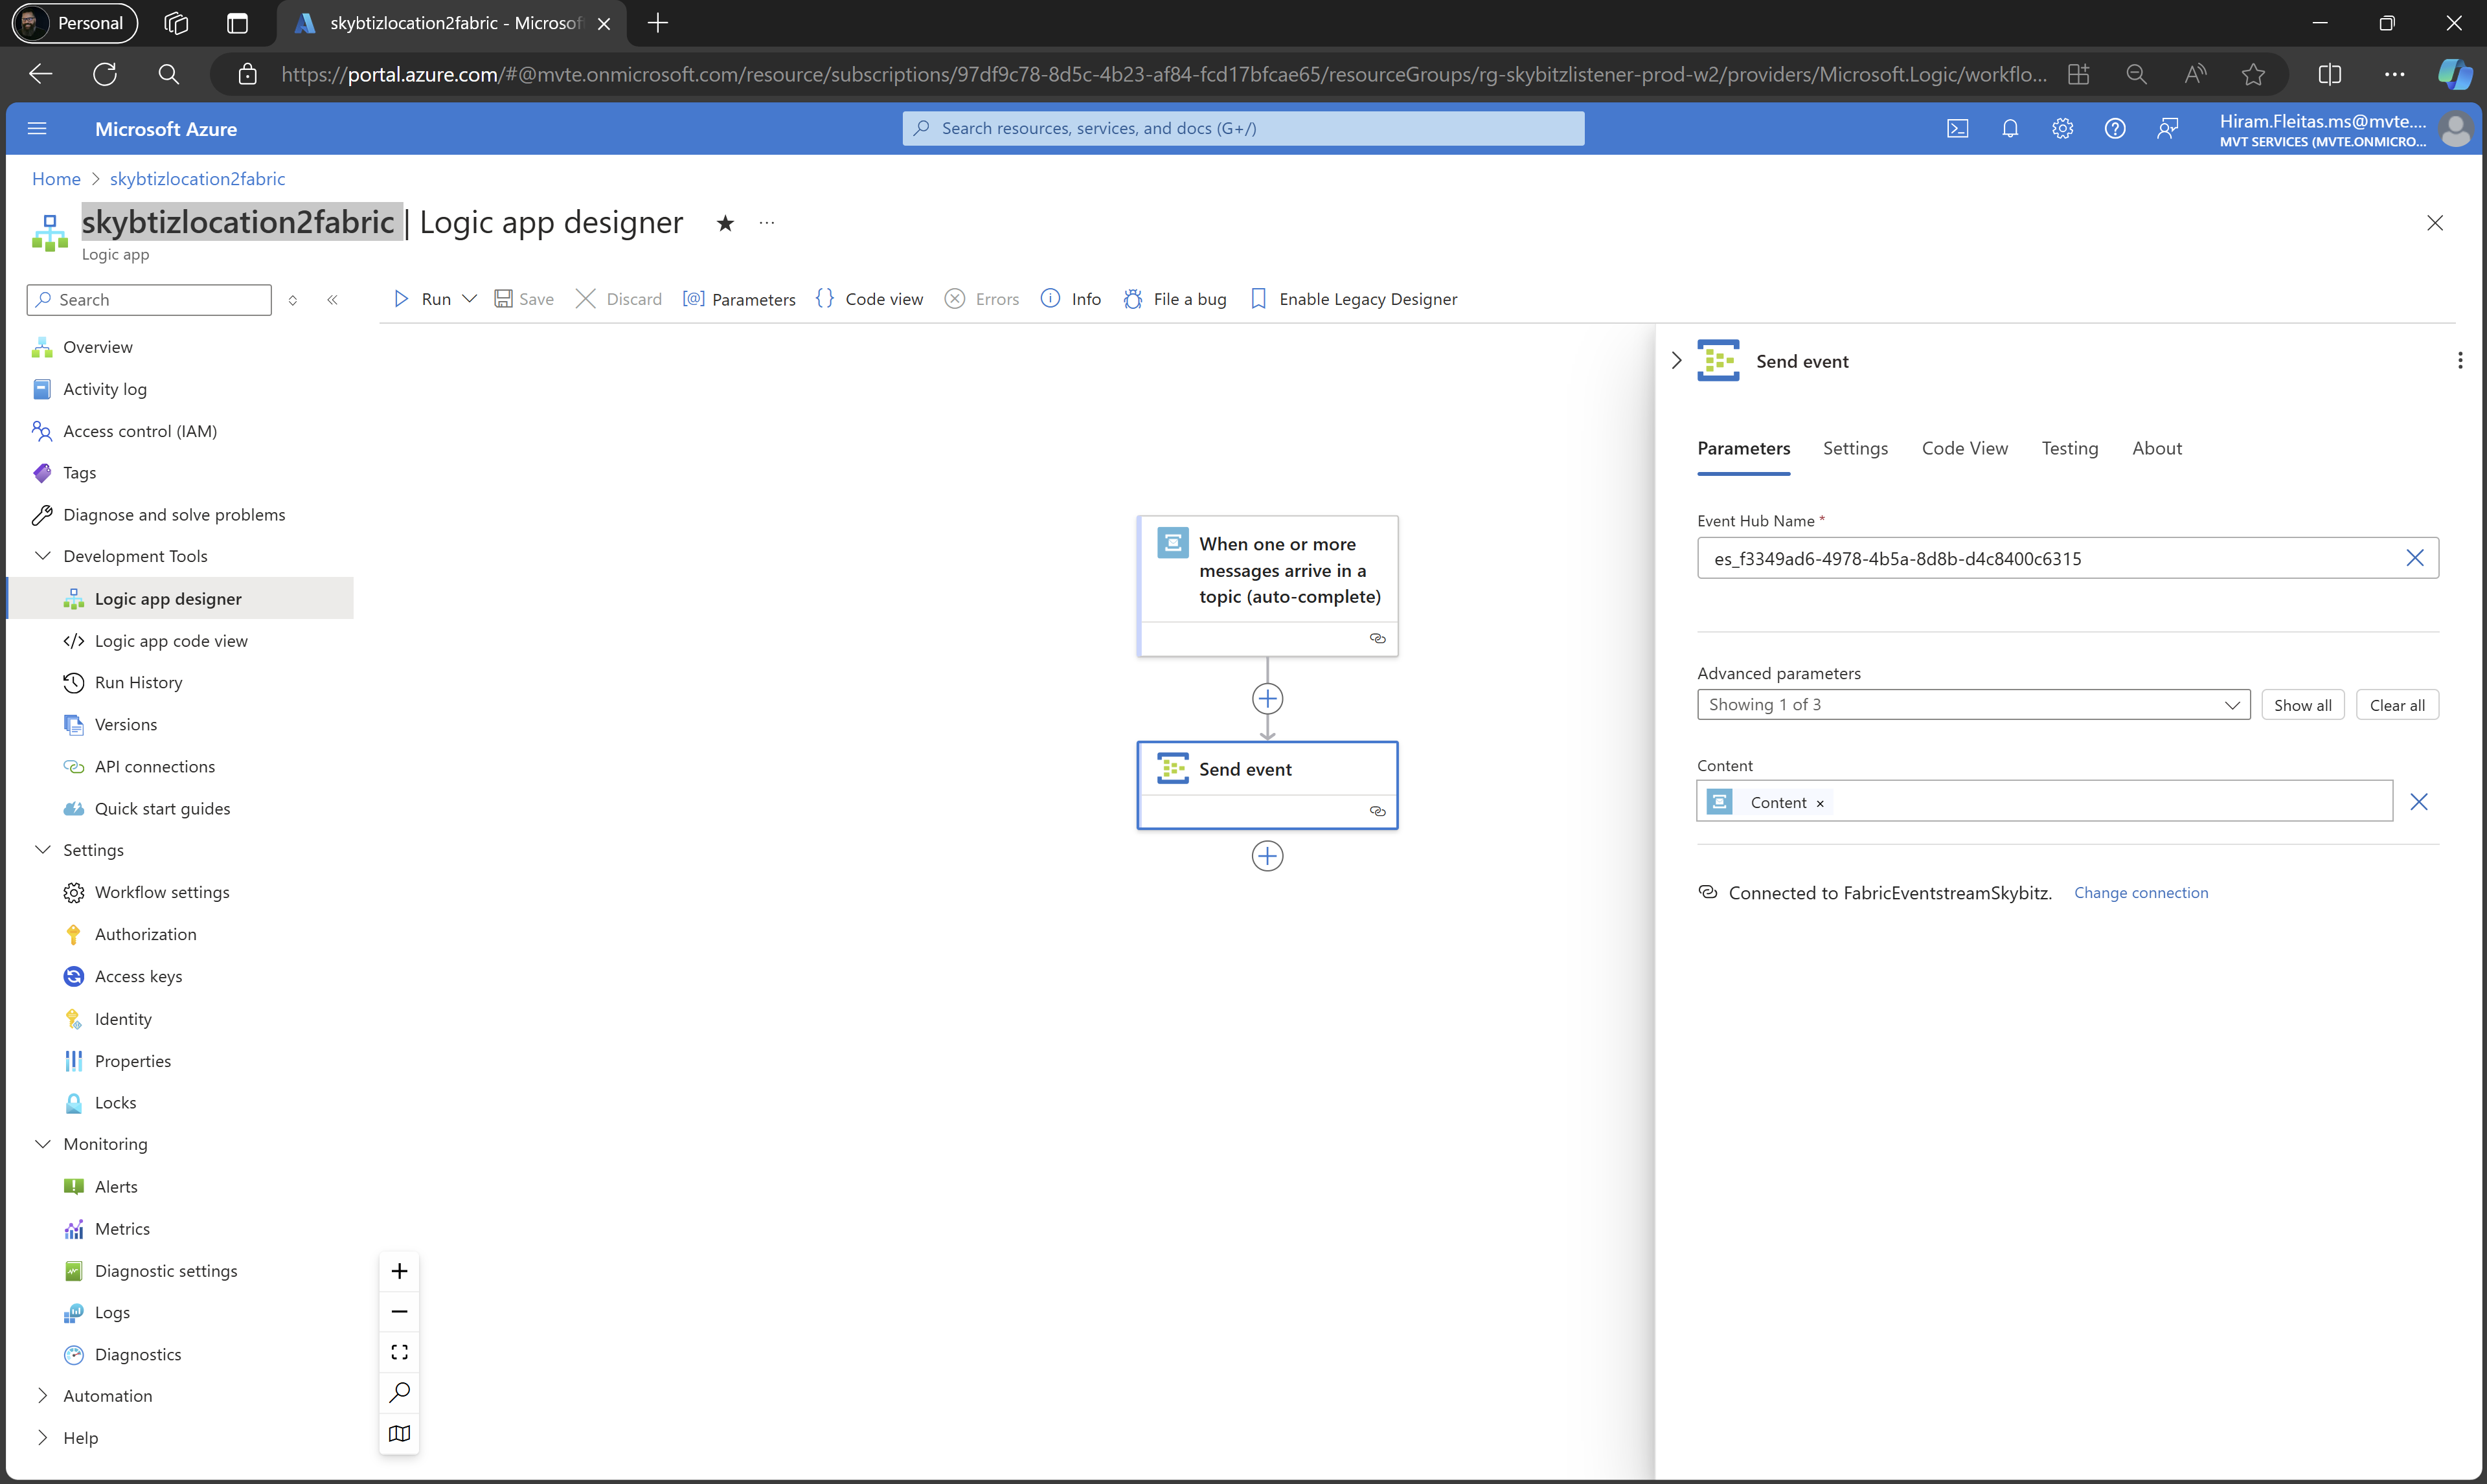 Personal
skybtizlocation2fabric - Microsof
https://portal.azure.com/#@mvte.onmicrosoft.com/resource/subscriptions/97df9c78-8d5c-4b23-af84-fcd17bfcae65/resourceGroups/rg-skybitzlistener-prod-w2/providers/Microsoft.Logic/workflo...
Microsoft Azure
Search resources, services, and docs (G+/)
Hiram.Fleitas.ms@mvte....
MVT SERVICES (MVTE.ONMICRO...
Home > skybtizlocation2fabric
skybtizlocation2fabric | Logic app designer
Logic app
Search
Run
Save
Discard
Parameters
Code view
Errors
Info
File a bug
Enable Legacy Designer
Overview
Activity log
Access control (IAM)
Tags
Diagnose and solve problems
Development Tools
Logic app designer
Logic app code view
Run History
Versions
API connections
Quick start guides
Settings
Workflow settings
Authorization
Access keys
Identity
Properties
Locks
Monitoring
Alerts
Metrics
Diagnostic settings
Logs
Diagnostics
Automation
Help
When one or more
messages arrive in a
topic (auto-complete)
Send event
Send event
Parameters
Settings
Code View
Testing
About
Event Hub Name *
es_f3349ad6-4978-4b5a-8d8b-d4c8400c6315
Advanced parameters
Showing 1 of 3
Show all
Clear all
Content
Content ×
Connected to FabricEventstreamSkybitz. Change connection